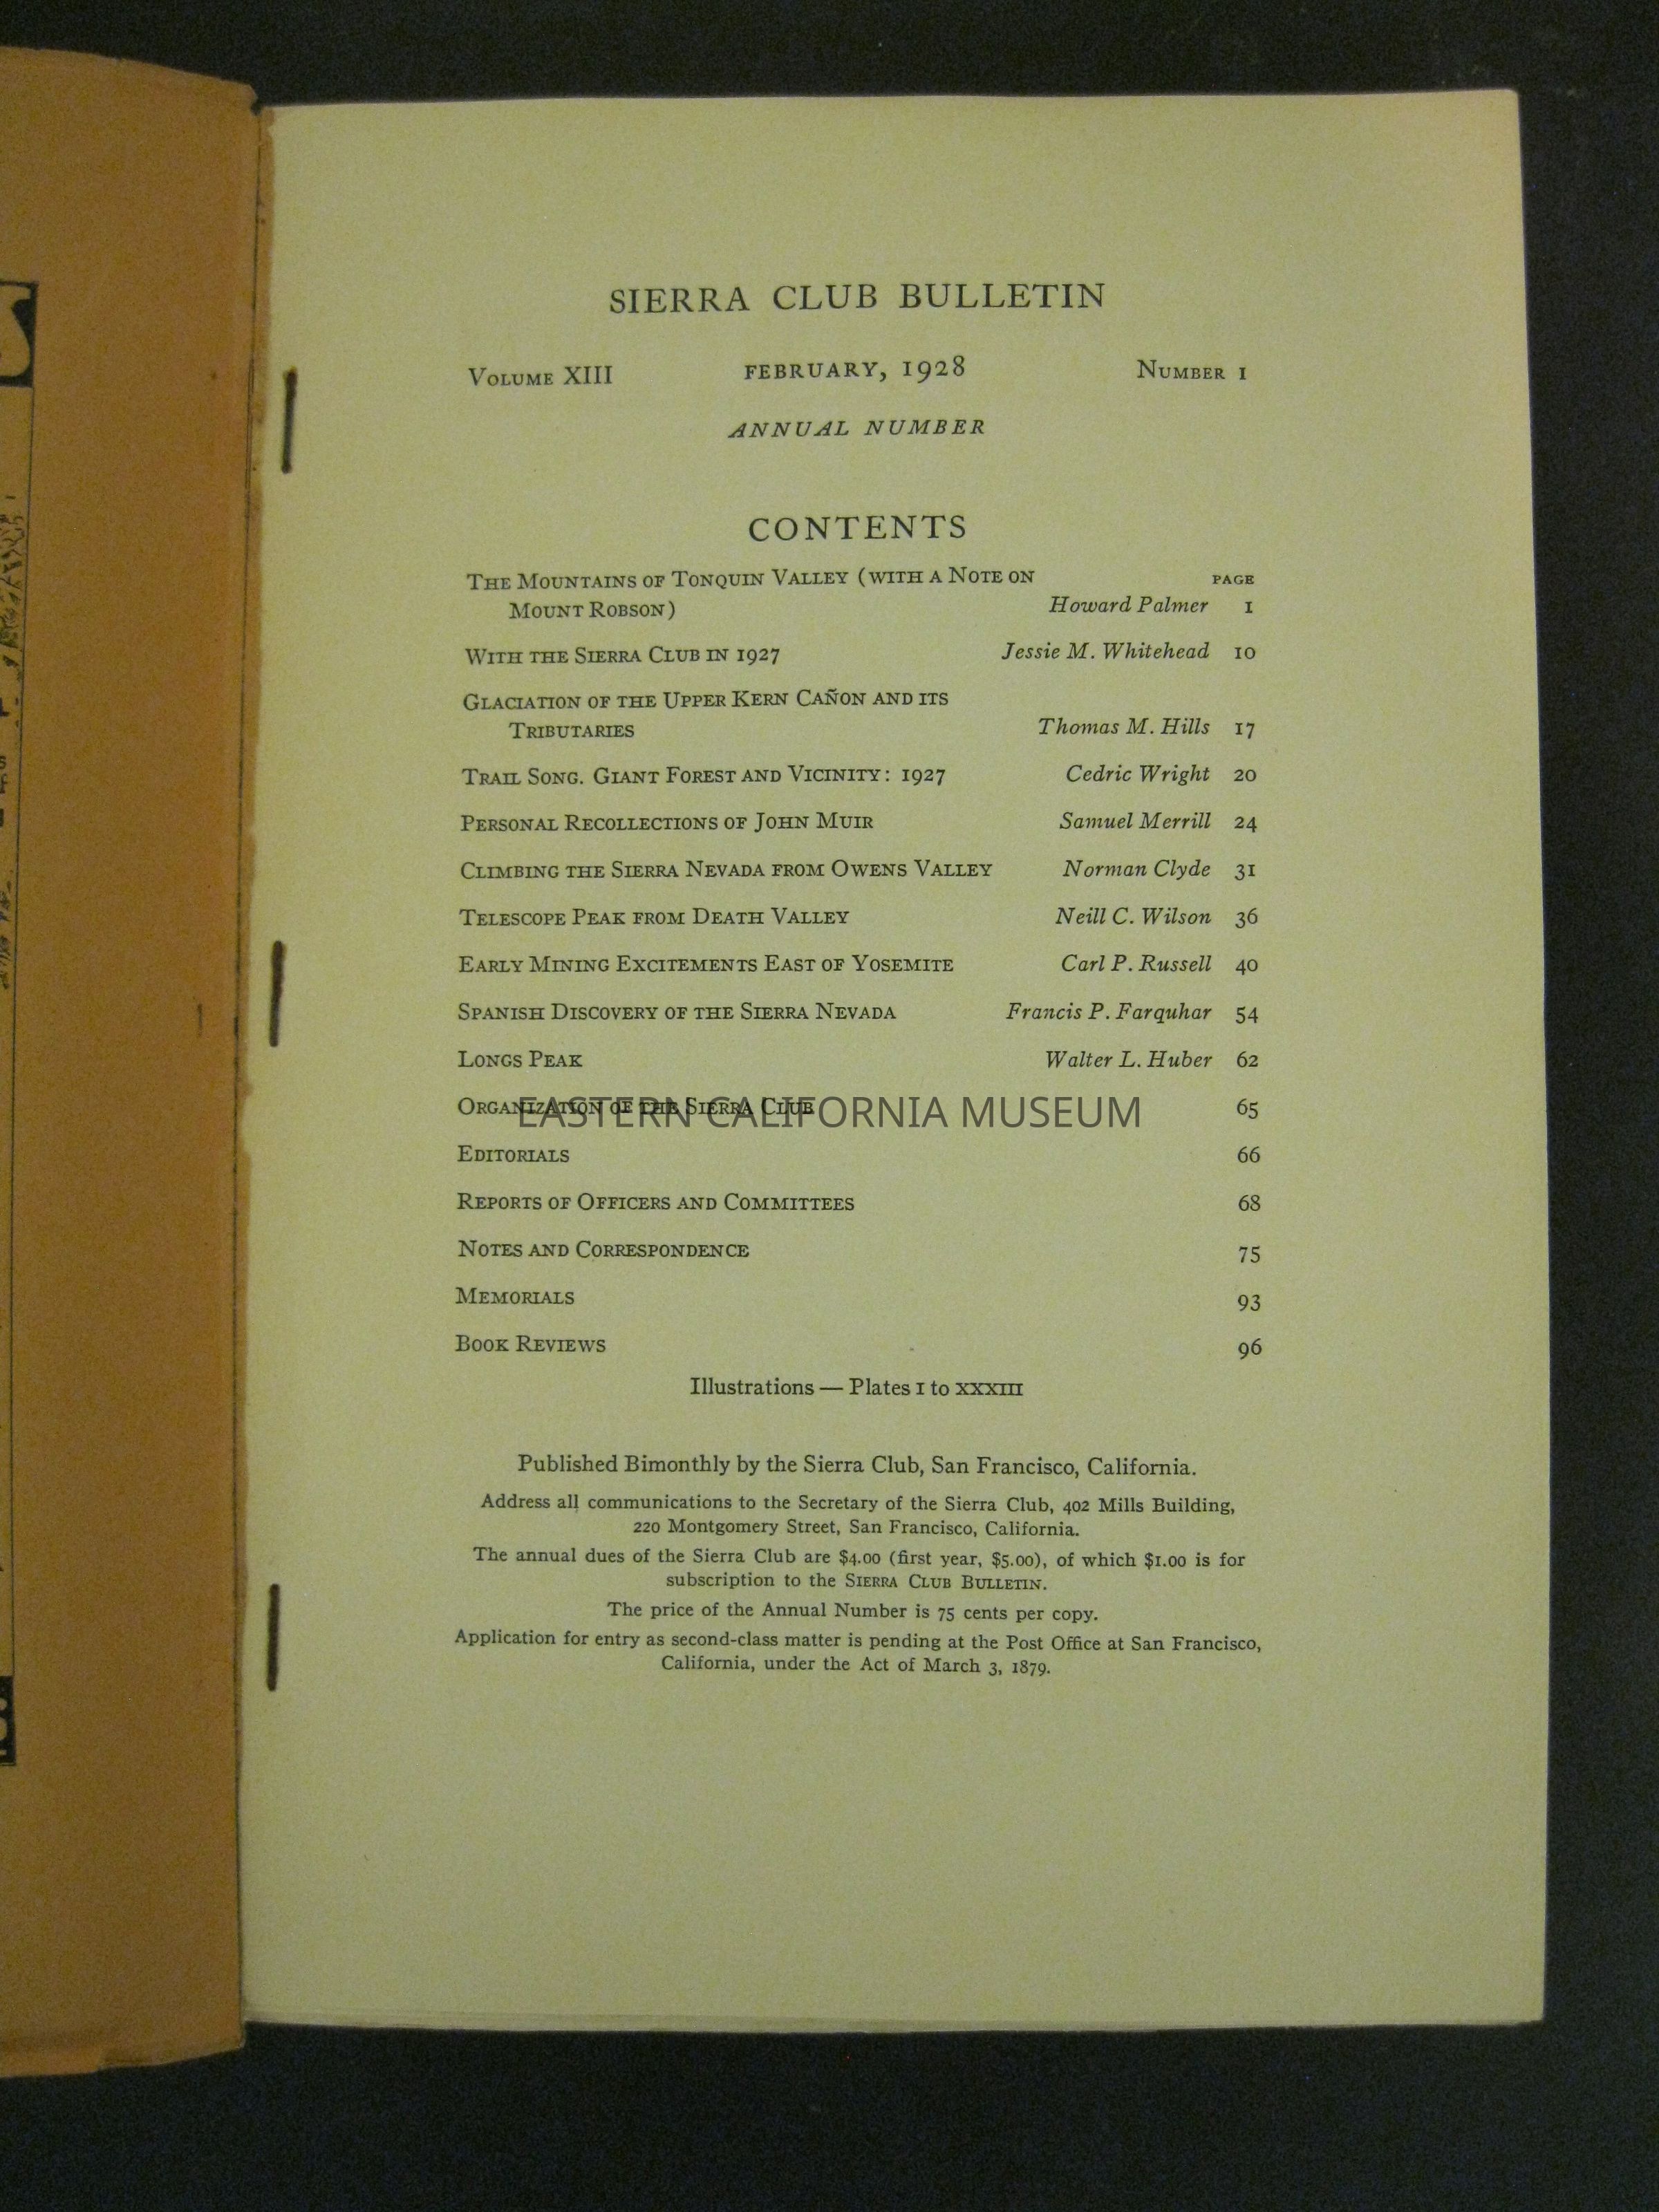 SIERRA CLUB BULLETIN
VOLUME XIII FEBRUARY, 1928 NUMBER 1
ANNUAL NUMBER
CONTENTS
THE MOUNTAINS OF TONQUIN VALLEY (WITH A NOTE ON PAGE
MOUNT ROBSON) Howard Palmer 1
WITH THE SIERRA CLUB IN 1927 Jessie M. Whitehead 10
GLACIATION OF THE UPPER KERN CAÑON AND ITS
TRIBUTARIES Thomas M. Hills 17
TRAIL SONG. GIANT FOREST AND VICINITY: 1927 Cedric Wright 20
PERSONAL RECOLLECTIONS OF JOHN MUIR Samuel Merrill 24
CLIMBING THE SIERRA NEVADA FROM OWENS VALLEY Norman Clyde 31
TELESCOPE PEAK FROM DEATH VALLEY Neill C. Wilson 36
EARLY MINING EXCITEMENTS EAST OF YOSEMITE Carl P. Russell 40
SPANISH DISCOVERY OF THE SIERRA NEVADA Francis P. Farquhar 54
LONGS PEAK Walter L. Huber 62
ORGANIZATION OF THE SIERRA CLUB 65
EASTERN CALIFORNIA MUSEUM
EDITORIALS 66
REPORTS OF OFFICERS AND COMMITTEES 68
NOTES AND CORRESPONDENCE 75
MEMORIALS 93
BOOK REVIEWS 96
Illustrations — Plates I to XXXIII
Published Bimonthly by the Sierra Club, San Francisco, California.
Address all communications to the Secretary of the Sierra Club, 402 Mills Building,
220 Montgomery Street, San Francisco, California.
The annual dues of the Sierra Club are $4.00 (first year, $5.00), of which $1.00 is for
subscription to the SIERRA CLUB BULLETIN.
The price of the Annual Number is 75 cents per copy.
Application for entry as second-class matter is pending at the Post Office at San Francisco,
California, under the Act of March 3, 1879.